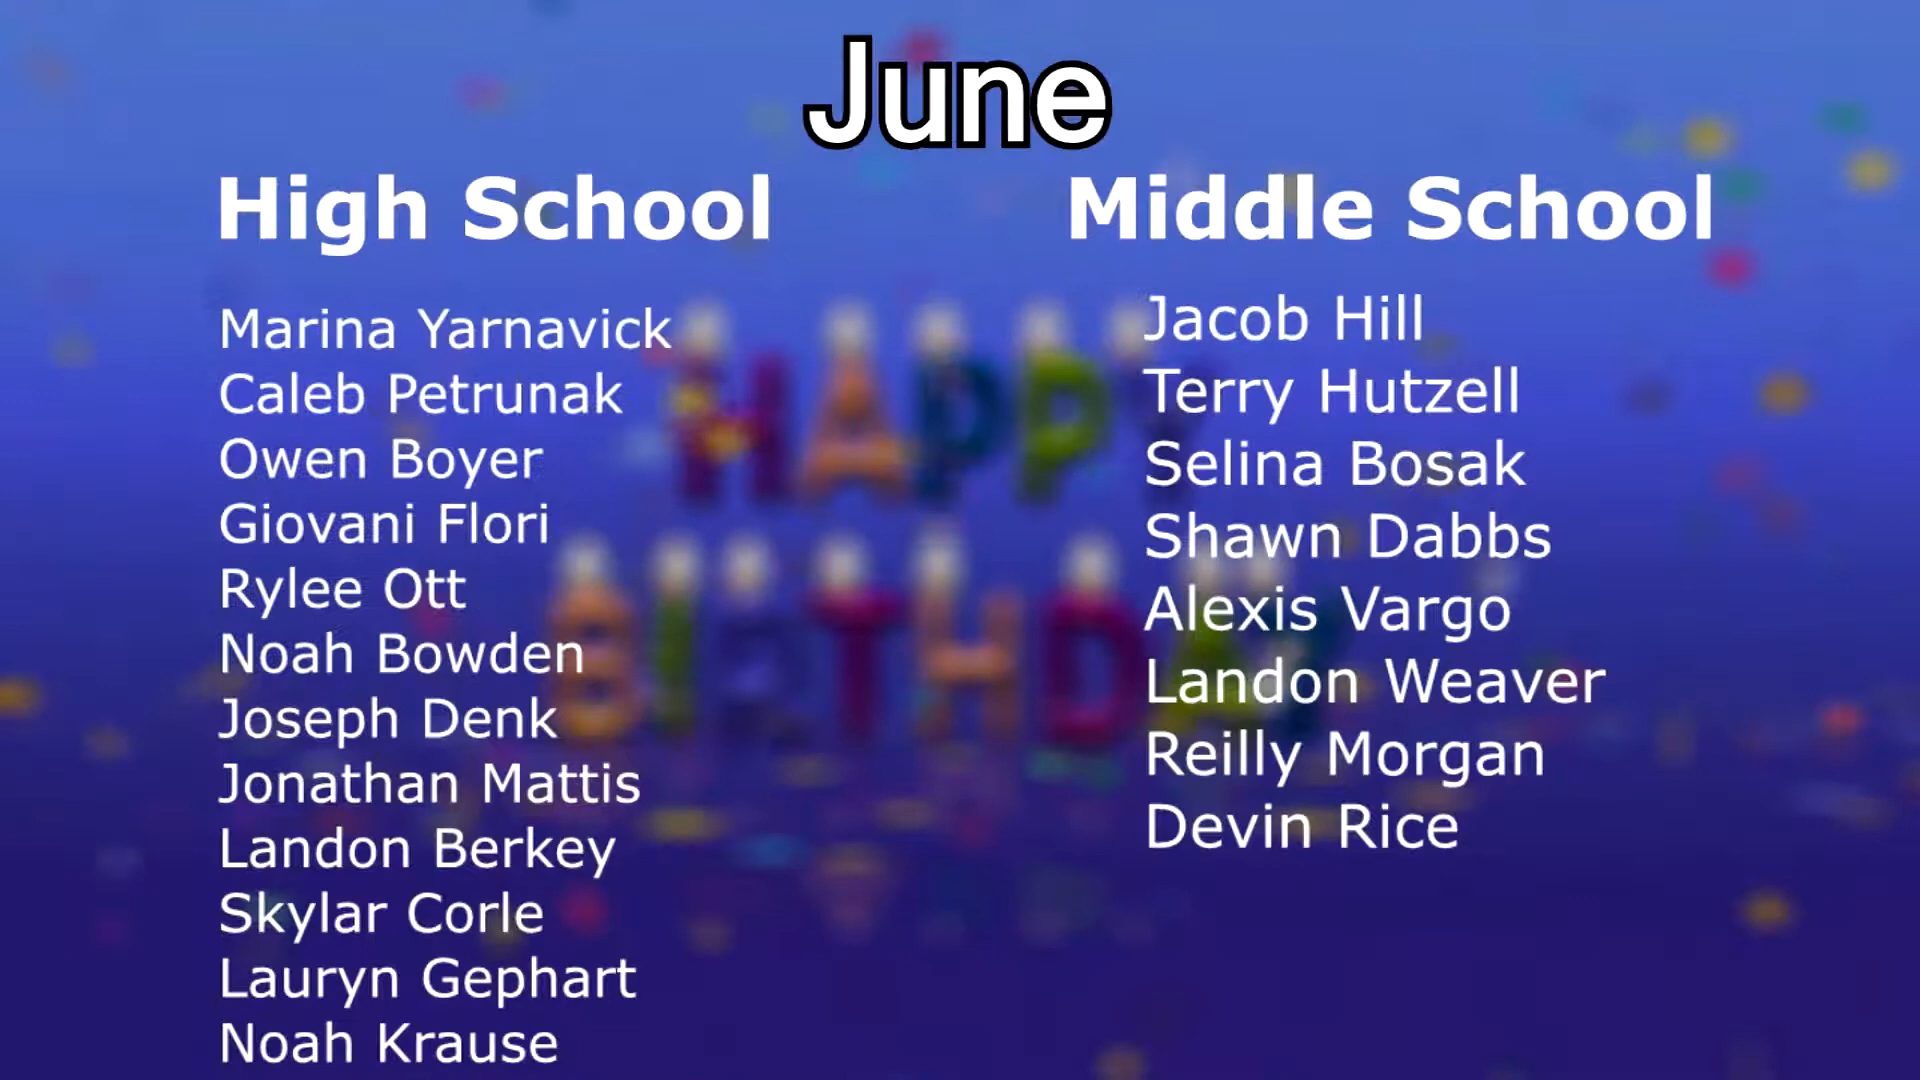 June
High School
Marina Yarnavick
Caleb Petrunak
Owen Boyer
Giovani Flori
Rylee Ott
Noah Bowden
Joseph Denk
Jonathan Mattis
Landon Berkey
Skylar Corle
Lauryn Gephart
Noah Krause
Middle School
Jacob Hill
Terry Hutzell
Selina Bosak
Shawn Dabbs
Alexis Vargo
Landon Weaver
Reilly Morgan
Devin Rice
HAPPY
BIRTHDAY